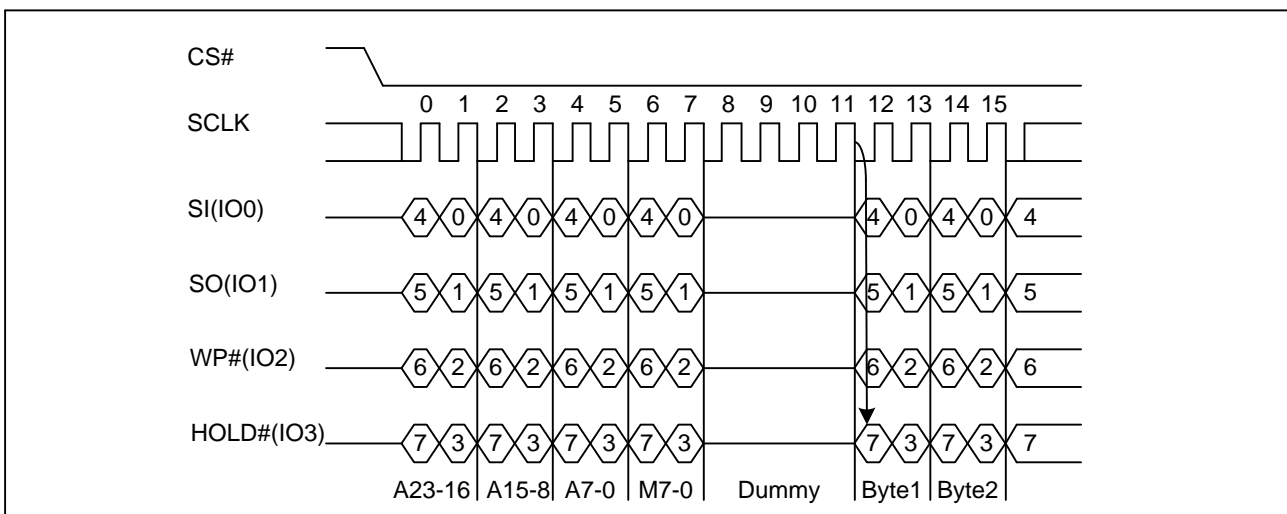 CS#
0 1 2 3 4 5 6 7 8 9 10 11 12 13 14 15
SCLK
SI(IO0) 4 0 4 0 4 0 4 0 4 0 4 0 4
SO(IO1) 5 1 5 1 5 1 5 1 5 1 5 1 5
WP#(IO2) 6 2 6 2 6 2 6 2 6 2 6 2 6
HOLD#(IO3) 7 3 7 3 7 3 7 3 7 3 7 3 7
A23-16 A15-8 A7-0 M7-0 Dummy Byte1 Byte2